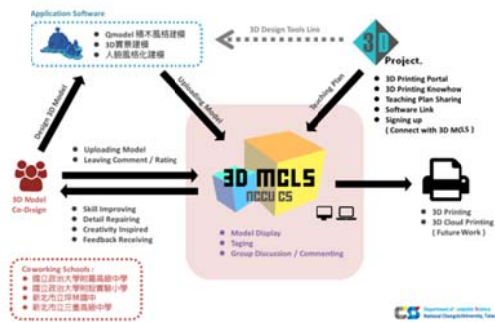 Application Software
• Qmodel 積木風格建模
• 3D實景建模
• 人臉風格化建模
3D Design Tools Link
3D
Project.
• 3D Printing Portal
• 3D Printing Knowhow
• Teaching Plan Sharing
• Software Link
• Signing up
( Connect with 3D MCLS )
Design 3D Model
Uploading Model
Teaching Plan
• Uploading Model
• Leaving Comment / Rating
3D Model
Co-Design
• Skill Improving
• Detail Repairing
• Creativity Inspired
• Feedback Receiving
3D MCLS
NCCU CS
• Model Display
• Taging
• Group Discussion / Commenting
• 3D Printing
• 3D Cloud Printing
( Future Work )
Coworking Schools :
國立政治大學附屬高級中學
國立政治大學附設實驗小學
新北市立坪林國中
新北市立三重高級中學
CS
Department of Computer Science
National Chengchi University,